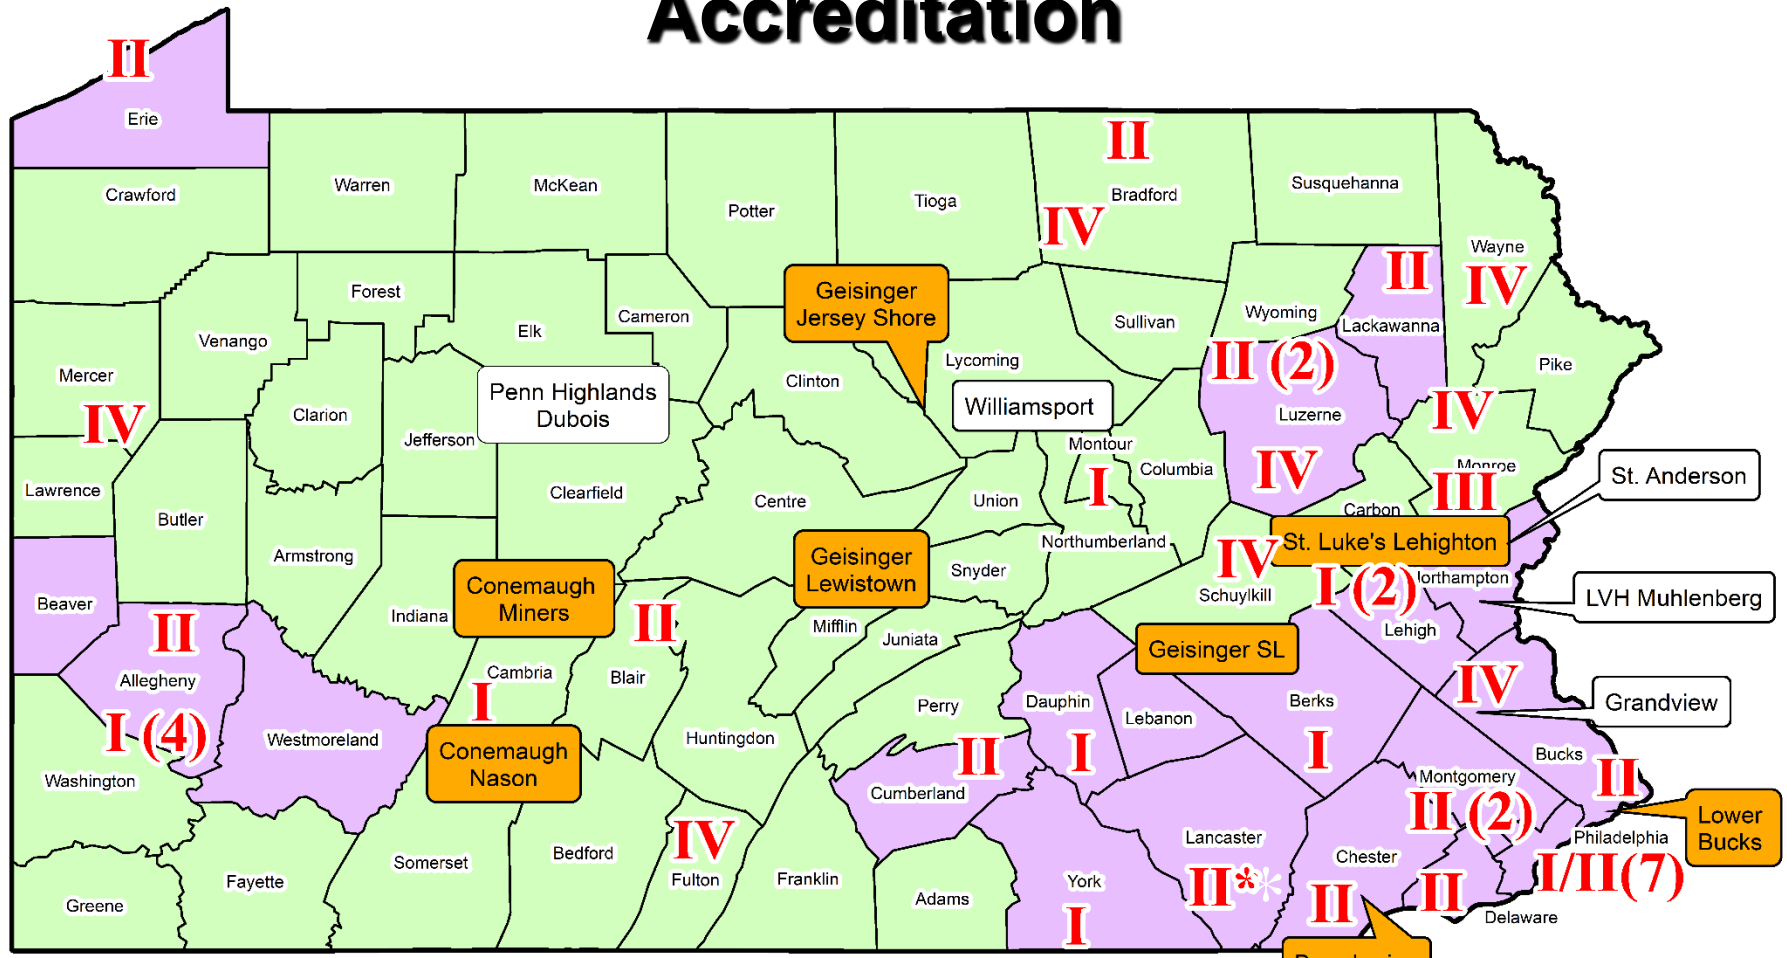 Accreditation
II
Erie
Crawford
Warren
McKean
Potter
Tioga
II
Bradford
IV
Susquehanna
Wayne
IV
II
Lackawanna
Wyoming
Sullivan
Geisinger
Jersey Shore
Lycoming
Cameron
Forest
Elk
Venango
Mercer
IV
Clarion
Jefferson
Penn Highlands
Dubois
Clinton
Williamsport
II (2)
Luzerne
IV
Pike
IV
Monroe
III
Montour
I
Columbia
Lawrence
Butler
Armstrong
Clearfield
Centre
Union
Northumberland
Carbon
St. Anderson
St. Luke's Lehighton
IV
Schuylkill
I (2)
Northampton
LVH Muhlenberg
Lehigh
Geisinger
Lewistown
Snyder
Conemaugh
Miners
Indiana
Beaver
II
Allegheny
I (4)
Washington
Westmoreland
Cambria
I
Conemaugh
Nason
II
Blair
Mifflin
Juniata
Huntingdon
Perry
Dauphin
I
Lebanon
Geisinger SL
Berks
I
IV
Grandview
Bucks
II
Lower
Bucks
Montgomery
II (2)
Philadelphia
I/II(7)
Cumberland
II
Lancaster
II**
Chester
II
II
Delaware
York
I
Adams
Franklin
IV
Fulton
Bedford
Somerset
Fayette
Greene